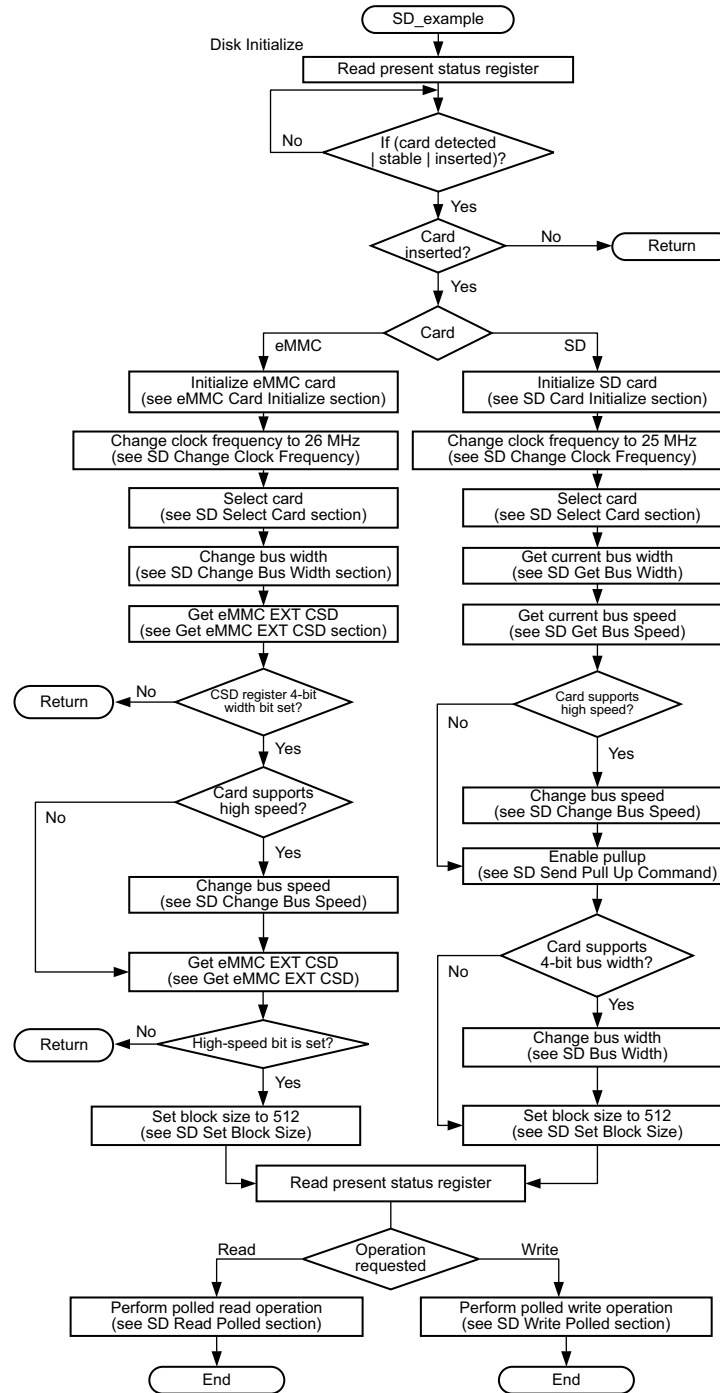 SD_example
Disk Initialize
Read present status register
If (card detected
| stable | inserted)?
No
Yes
Card
inserted?
No
Return
Yes
Card
eMMC
SD
Initialize eMMC card
(see eMMC Card Initialize section)
Initialize SD card
(see SD Card Initialize section)
Change clock frequency to 26 MHz
(see SD Change Clock Frequency)
Change clock frequency to 25 MHz
(see SD Change Clock Frequency)
Select card
(see SD Select Card section)
Select card
(see SD Select Card section)
Change bus width
(see SD Change Bus Width section)
Get current bus width
(see SD Get Bus Width)
Get eMMC EXT CSD
(see Get eMMC EXT CSD section)
Get current bus speed
(see SD Get Bus Speed)
Return
No
CSD register 4-bit
width bit set?
Yes
Card supports
high speed?
No
Yes
Card supports
high speed?
No
Yes
Change bus speed
(see SD Change Bus Speed)
Enable pullup
(see SD Send Pull Up Command)
Change bus speed
(see SD Change Bus Speed)
Get eMMC EXT CSD
(see Get eMMC EXT CSD)
Card supports
4-bit bus width?
No
Yes
Return
No
High-speed bit is set?
Yes
Change bus width
(see SD Bus Width)
Set block size to 512
(see SD Set Block Size)
Set block size to 512
(see SD Set Block Size)
Read present status register
Read
Operation
requested
Write
Perform polled read operation
(see SD Read Polled section)
Perform polled write operation
(see SD Write Polled section)
End
End